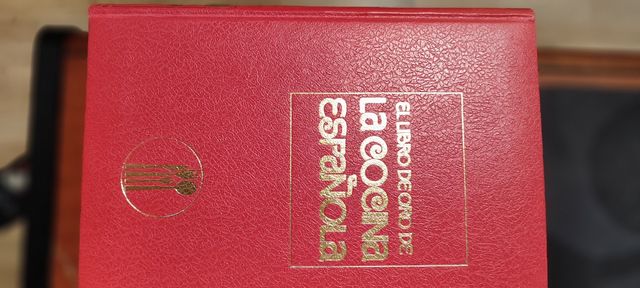 EL LIBRO DE ORO DE
LA COCINA
ESPAÑOLA